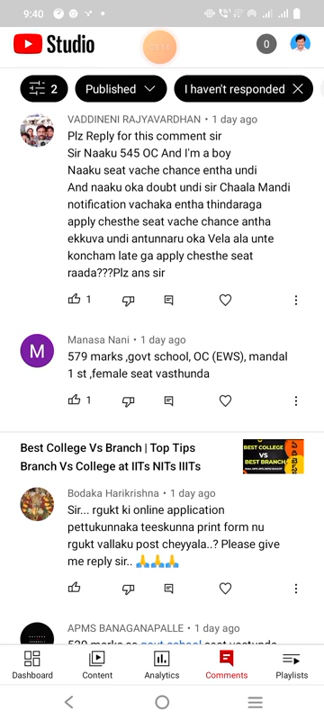 9:40
Studio
0
2
Published
I haven't responded
VADDINENI RAJYAVARDHAN • 1 day ago
Plz Reply for this comment sir
Sir Naaku 545 OC And I'm a boy
Naaku seat vache chance entha undi
And naaku oka doubt undi sir Chaala Mandi
notification vachaka entha thindaraga
apply chesthe seat vache chance antha
ekkuva undi antunnaru oka Vela ala unte
koncham late ga apply chesthe seat
raada???Plz ans sir
1
M
Manasa Nani • 1 day ago
579 marks ,govt school, OC (EWS), mandal
1 st ,female seat vasthunda
1
Best College Vs Branch | Top Tips
Branch Vs College at IITs NITs IIITs
BEST COLLEGE
VS
BEST BRANCH
Bodaka Harikrishna • 1 day ago
Sir... rgukt ki online application
pettukunnaka teeskunna print form nu
rgukt vallaku post cheyyala..? Please give
me reply sir.. 🙏🙏🙏
APMS BANAGANAPALLE • 1 day ago
Dashboard
Content
Analytics
Comments
Playlists